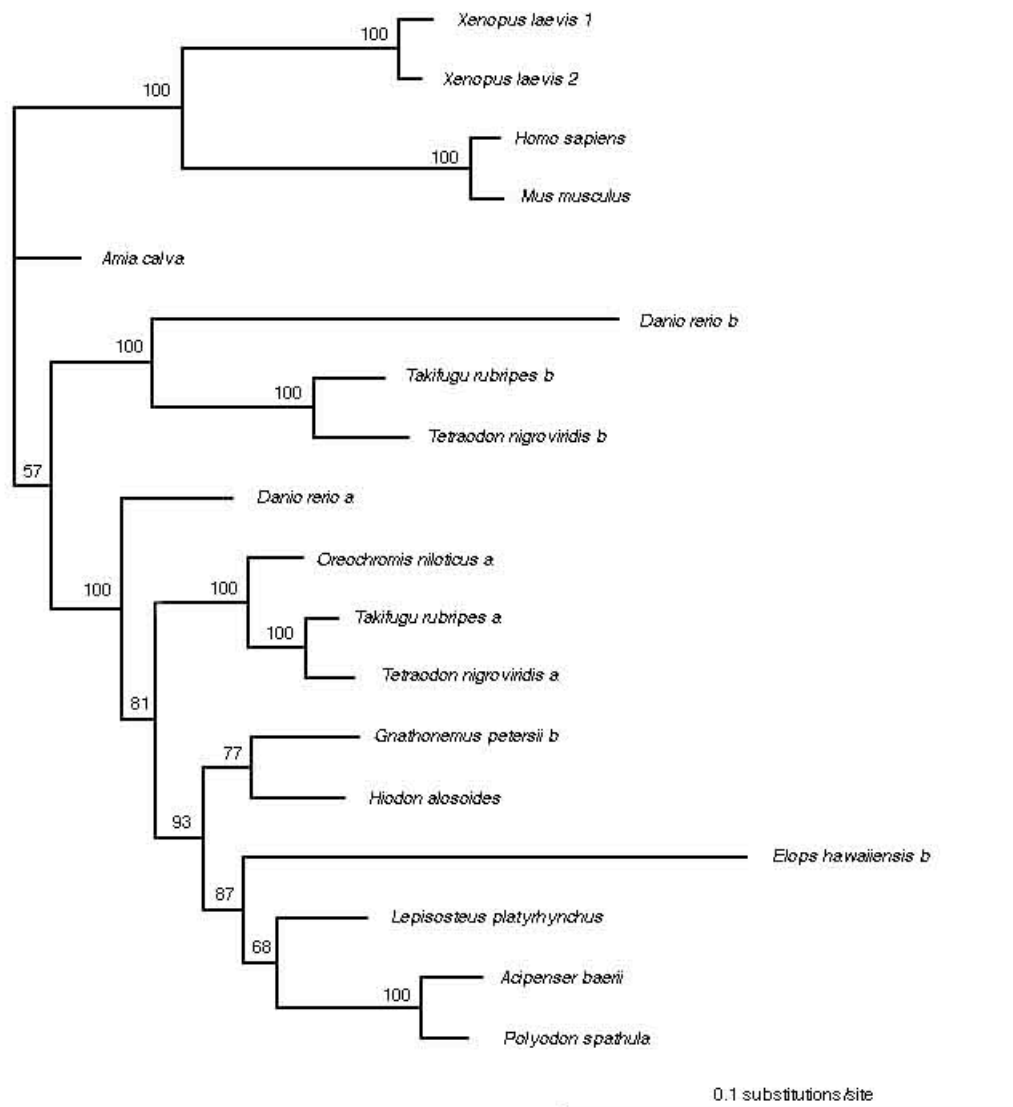 Xenopus laevis 1
100
Xenopus laevis 2
100
Homo sapiens
100
Mus musculus
Amia calva
Danio rerio b
100
Takifugu rubripes b
100
Tetraodon nigroviridis b
57
Danio rerio a
Oreochromis niloticus a
100
100
Takifugu rubripes a
100
Tetraodon nigroviridis a
81
Gnathonemus petersii b
77
Hiodon alosoides
93
Elops hawaiiensis b
87
Lepisosteus platyrhynchus
68
Acipenser baerii
100
Polyodon spathula
0.1 substitutions/site